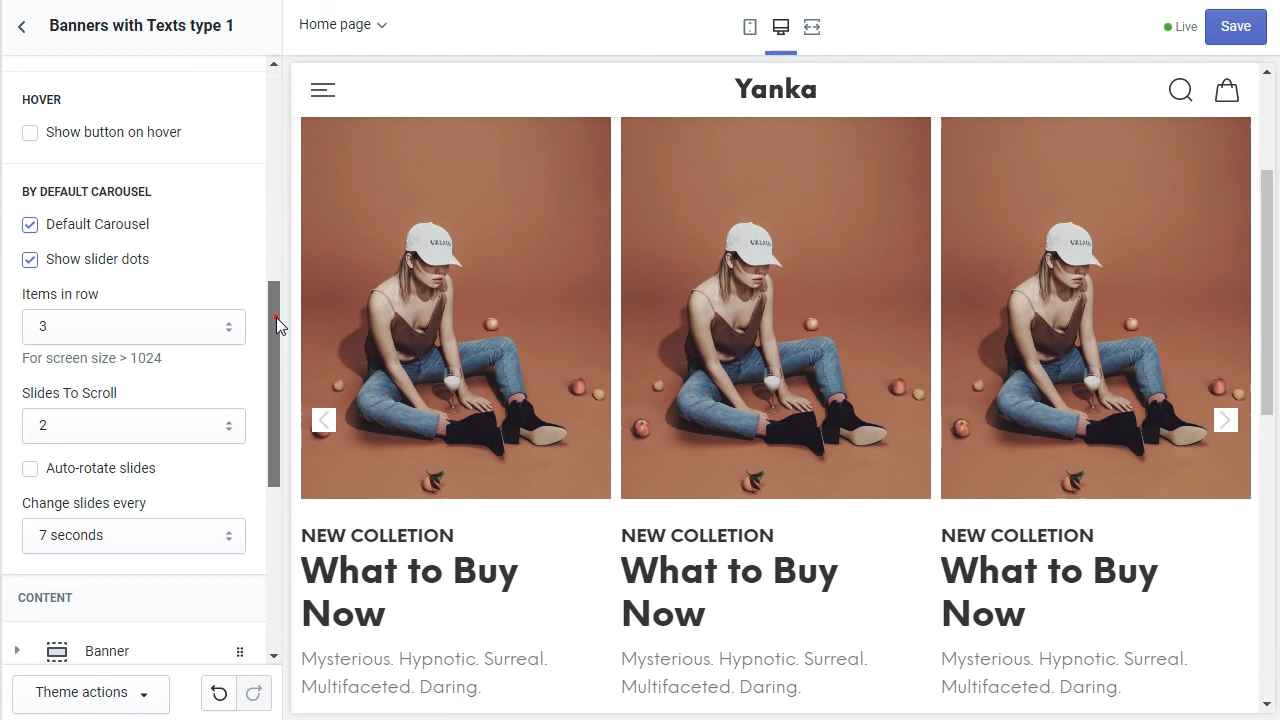 Banners with Texts type 1
Home page
Live
Save
HOVER
Show button on hover
BY DEFAULT CAROUSEL
Default Carousel
Show slider dots
Items in row
3
For screen size > 1024
Slides To Scroll
2
Auto-rotate slides
Change slides every
7 seconds
CONTENT
Banner
Theme actions
Yanka
NEW COLLETION
What to Buy
Now
Mysterious. Hypnotic. Surreal.
Multifaceted. Daring.
NEW COLLETION
What to Buy
Now
Mysterious. Hypnotic. Surreal.
Multifaceted. Daring.
NEW COLLETION
What to Buy
Now
Mysterious. Hypnotic. Surreal.
Multifaceted. Daring.